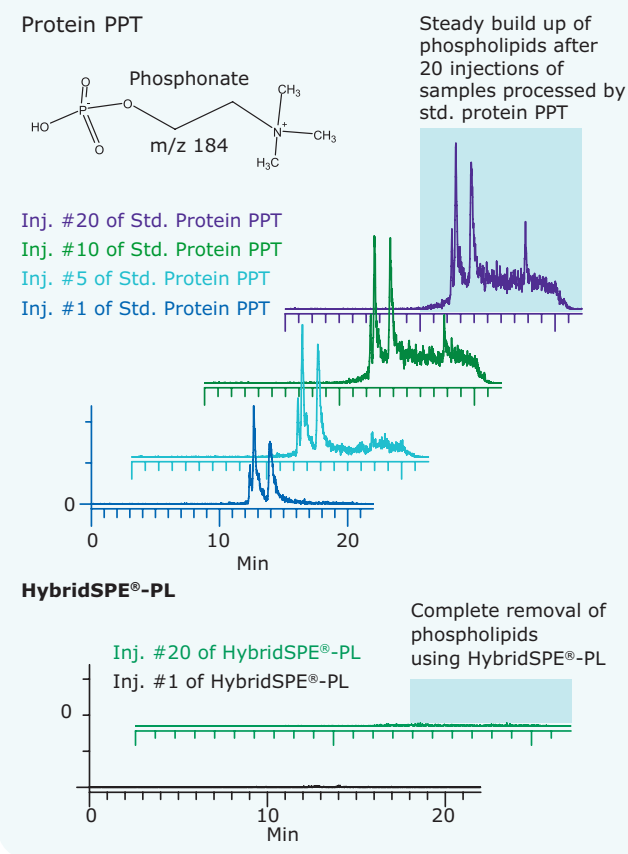 Protein PPT
Steady build up of
phospholipids after
20 injections of
samples processed by
std. protein PPT
Phosphonate
O
P-
O
HO
O
m/z 184
CH3
N+
CH3
H3C
Inj. #20 of Std. Protein PPT
Inj. #10 of Std. Protein PPT
Inj. #5 of Std. Protein PPT
Inj. #1 of Std. Protein PPT
0
0 10 20
Min
HybridSPE®-PL
Complete removal of
phospholipids
using HybridSPE®-PL
Inj. #20 of HybridSPE®-PL
Inj. #1 of HybridSPE®-PL
0
0 10 20
Min